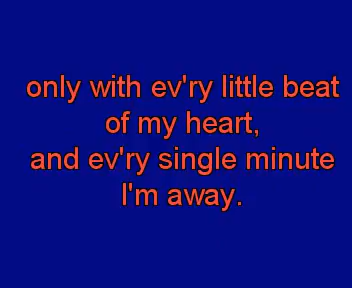 only with ev'ry little beat
of my heart,
and ev'ry single minute
I'm away.